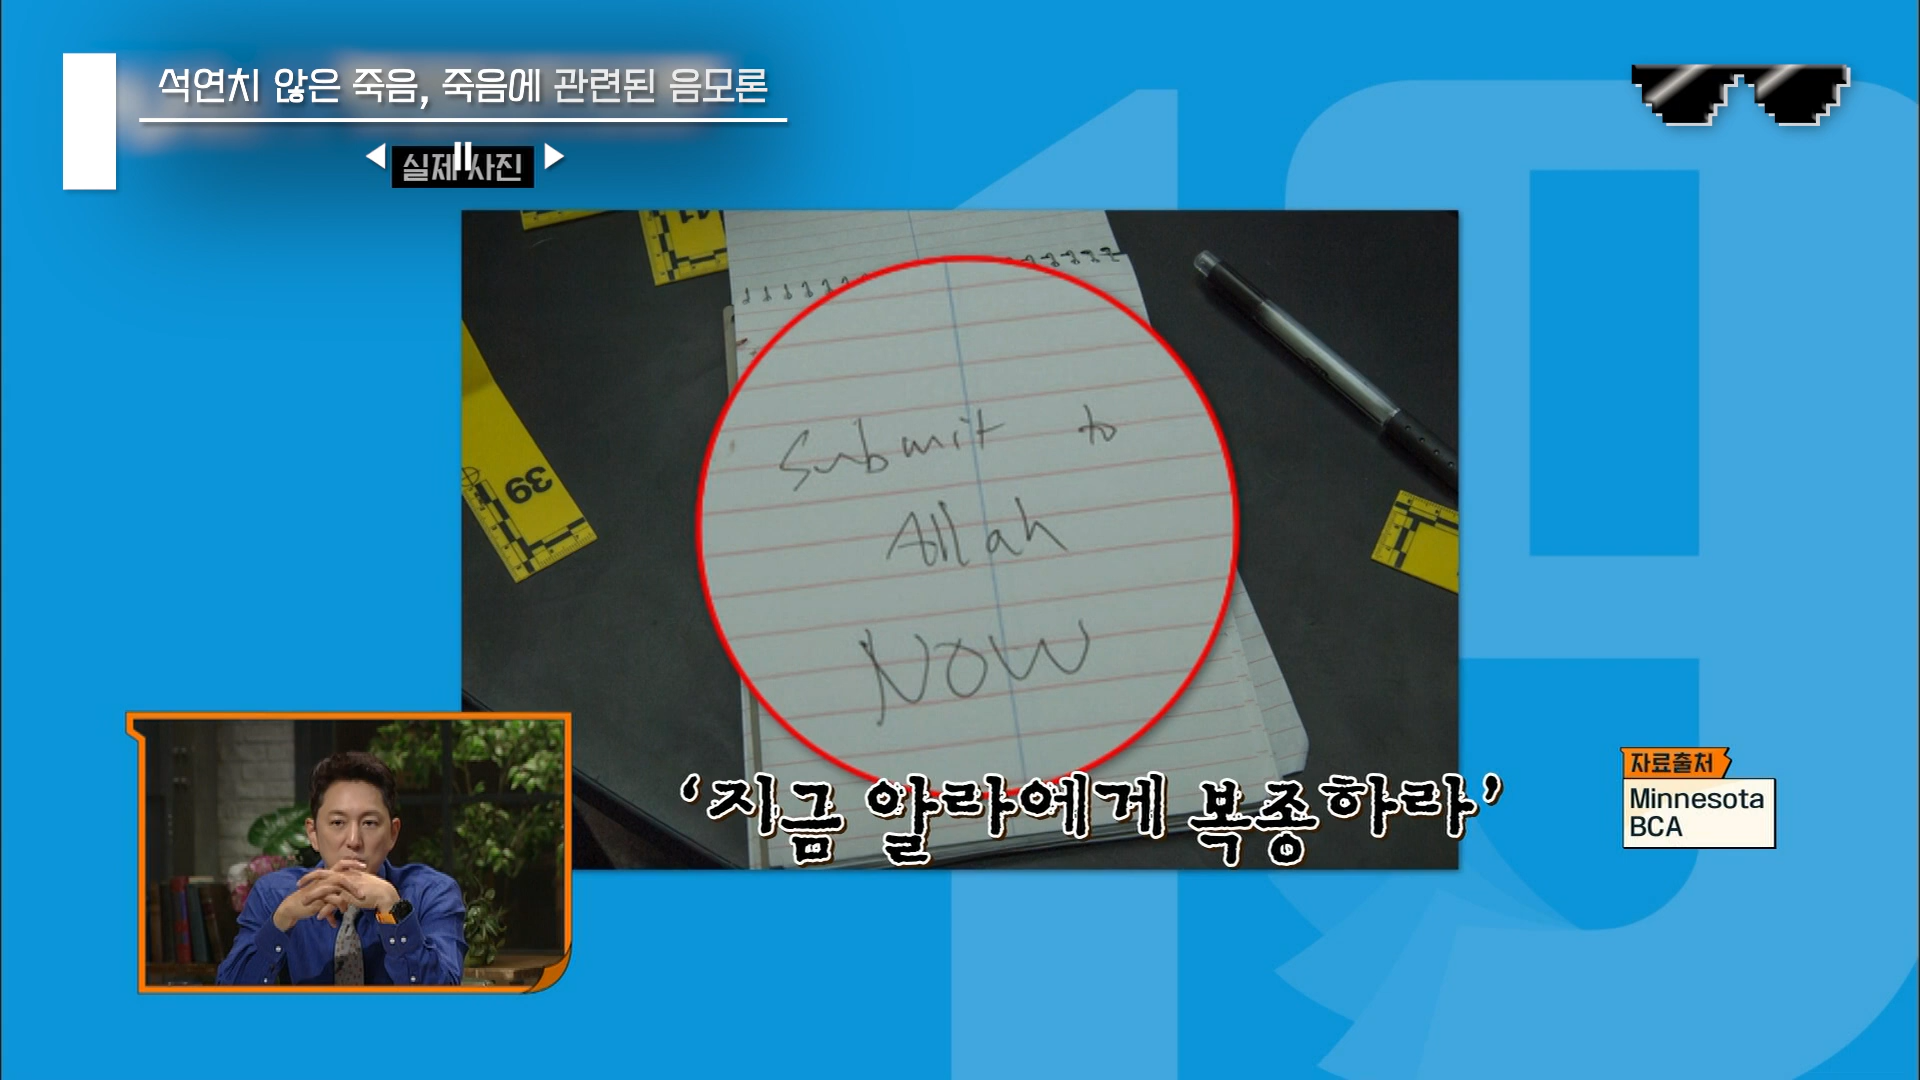 석연치 않은 죽음, 죽음에 관련된 음모론
실제 사진
41
39
Submit to
Allah
Now
‘지금 알라에게 복종하라’
자료출처
Minnesota
BCA